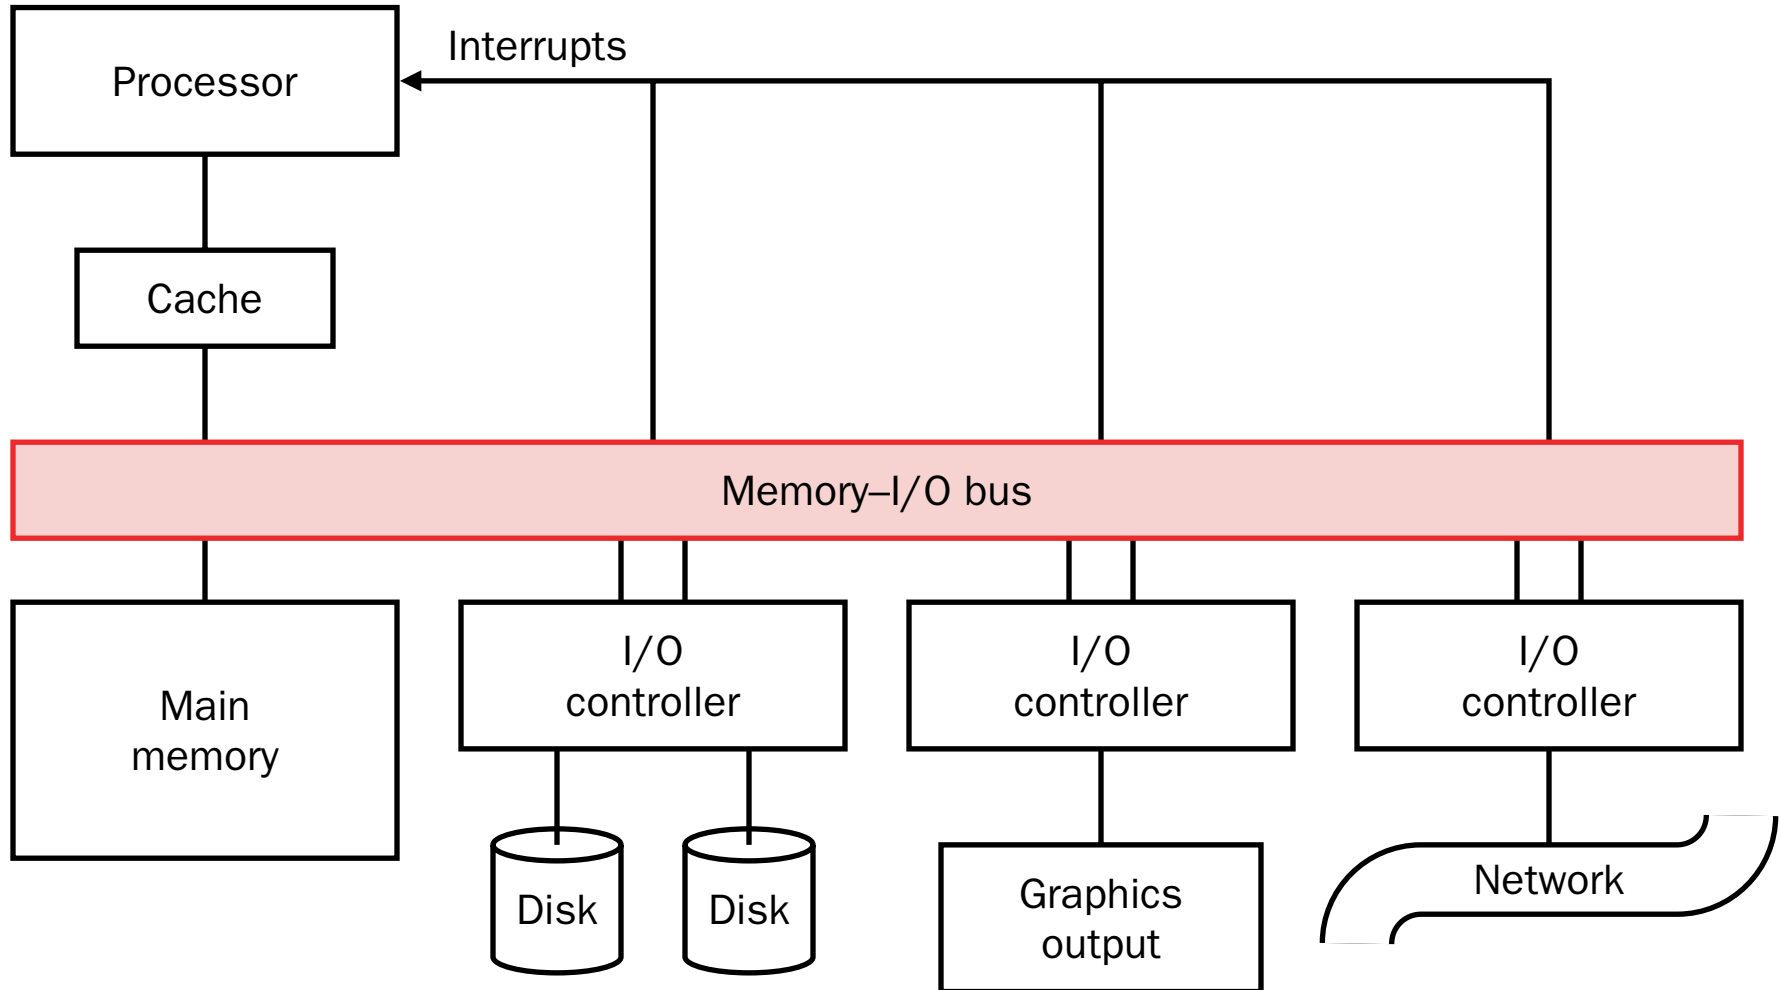 Interrupts
Processor
Cache
Memory–I/O bus
Main
memory
I/O
controller
I/O
controller
I/O
controller
Disk
Disk
Graphics
output
Network